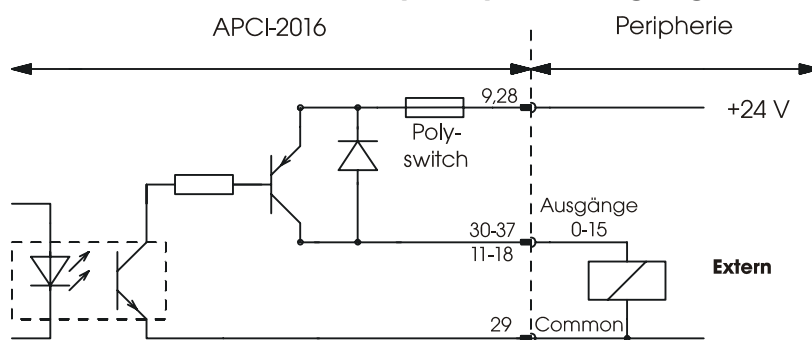 APCI-2016
Peripherie
9,28
+24 V
Poly-
switch
Ausgänge
30-37
0-15
11-18
Extern
29
Common